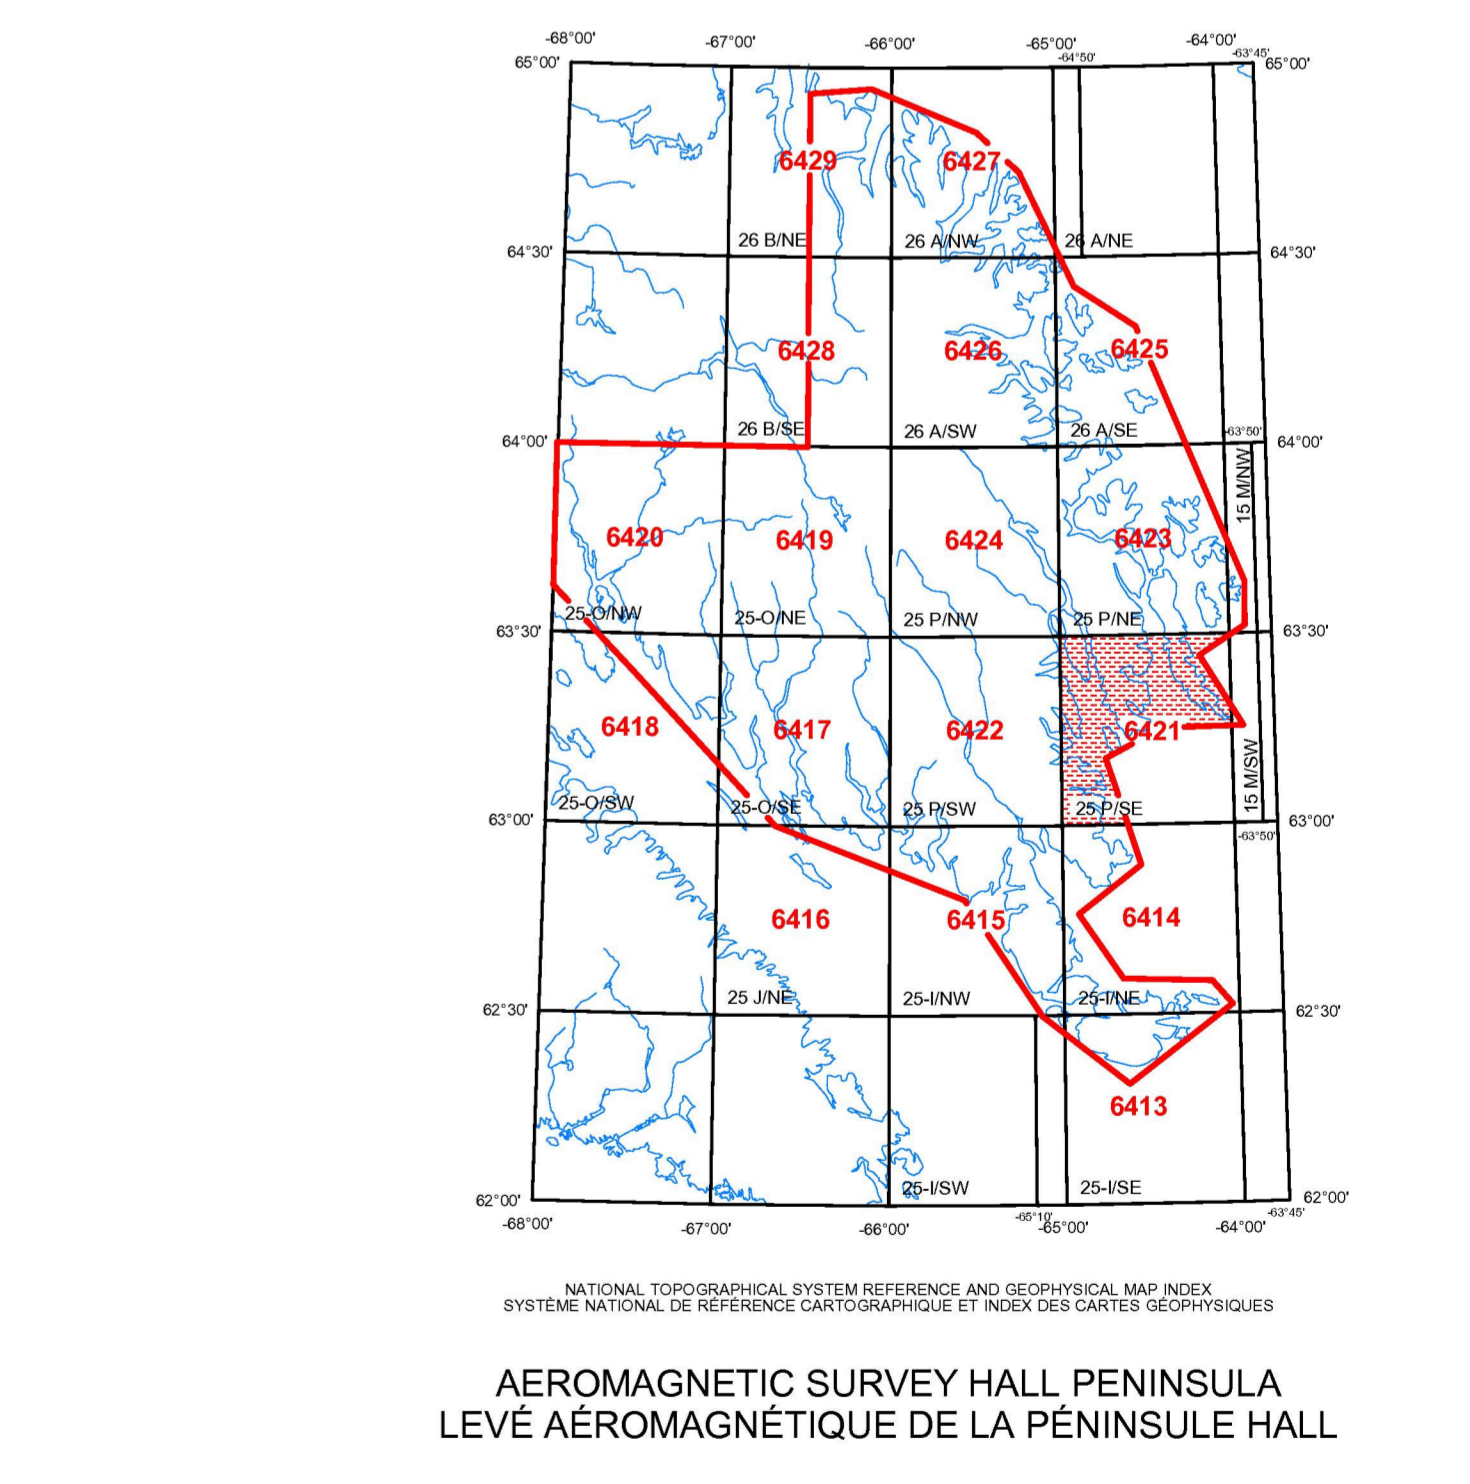 -68°00'
-67°00'
-66°00'
-65°00'
-64°50'
-64°00'
-63°45'
65°00'
65°00'
6429
6427
26 B/NE
26 A/NW
26 A/NE
64°30'
64°30'
6428
6426
6425
26 B/SE
26 A/SW
26 A/SE
-63°50'
64°00'
64°00'
15 M/NW
6420
6419
6424
6423
25-O/NW
25-O/NE
25 P/NW
25 P/NE
63°30'
63°30'
6418
6417
6422
6421
15 M/SW
25-O/SW
25-O/SE
25 P/SW
25 P/SE
63°00'
63°00'
-63°50'
6416
6415
6414
25 J/NE
25-I/NW
25-I/NE
62°30'
62°30'
6413
25-I/SW
25-I/SE
62°00'
62°00'
-68°00'
-67°00'
-66°00'
-65°10'
-65°00'
-64°00'
-63°45'
NATIONAL TOPOGRAPHICAL SYSTEM REFERENCE AND GEOPHYSICAL MAP INDEX
SYSTÈME NATIONAL DE RÉFÉRENCE CARTOGRAPHIQUE ET INDEX DES CARTES GÉOPHYSIQUES
AEROMAGNETIC SURVEY HALL PENINSULA
LEVÉ AÉROMAGNÉTIQUE DE LA PÉNINSULE HALL